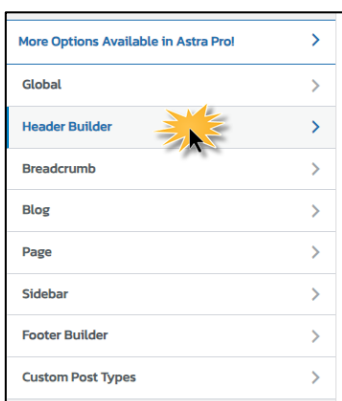 More Options Available in Astra Pro!
Global
Header Builder
Breadcrumb
Blog
Page
Sidebar
Footer Builder
Custom Post Types